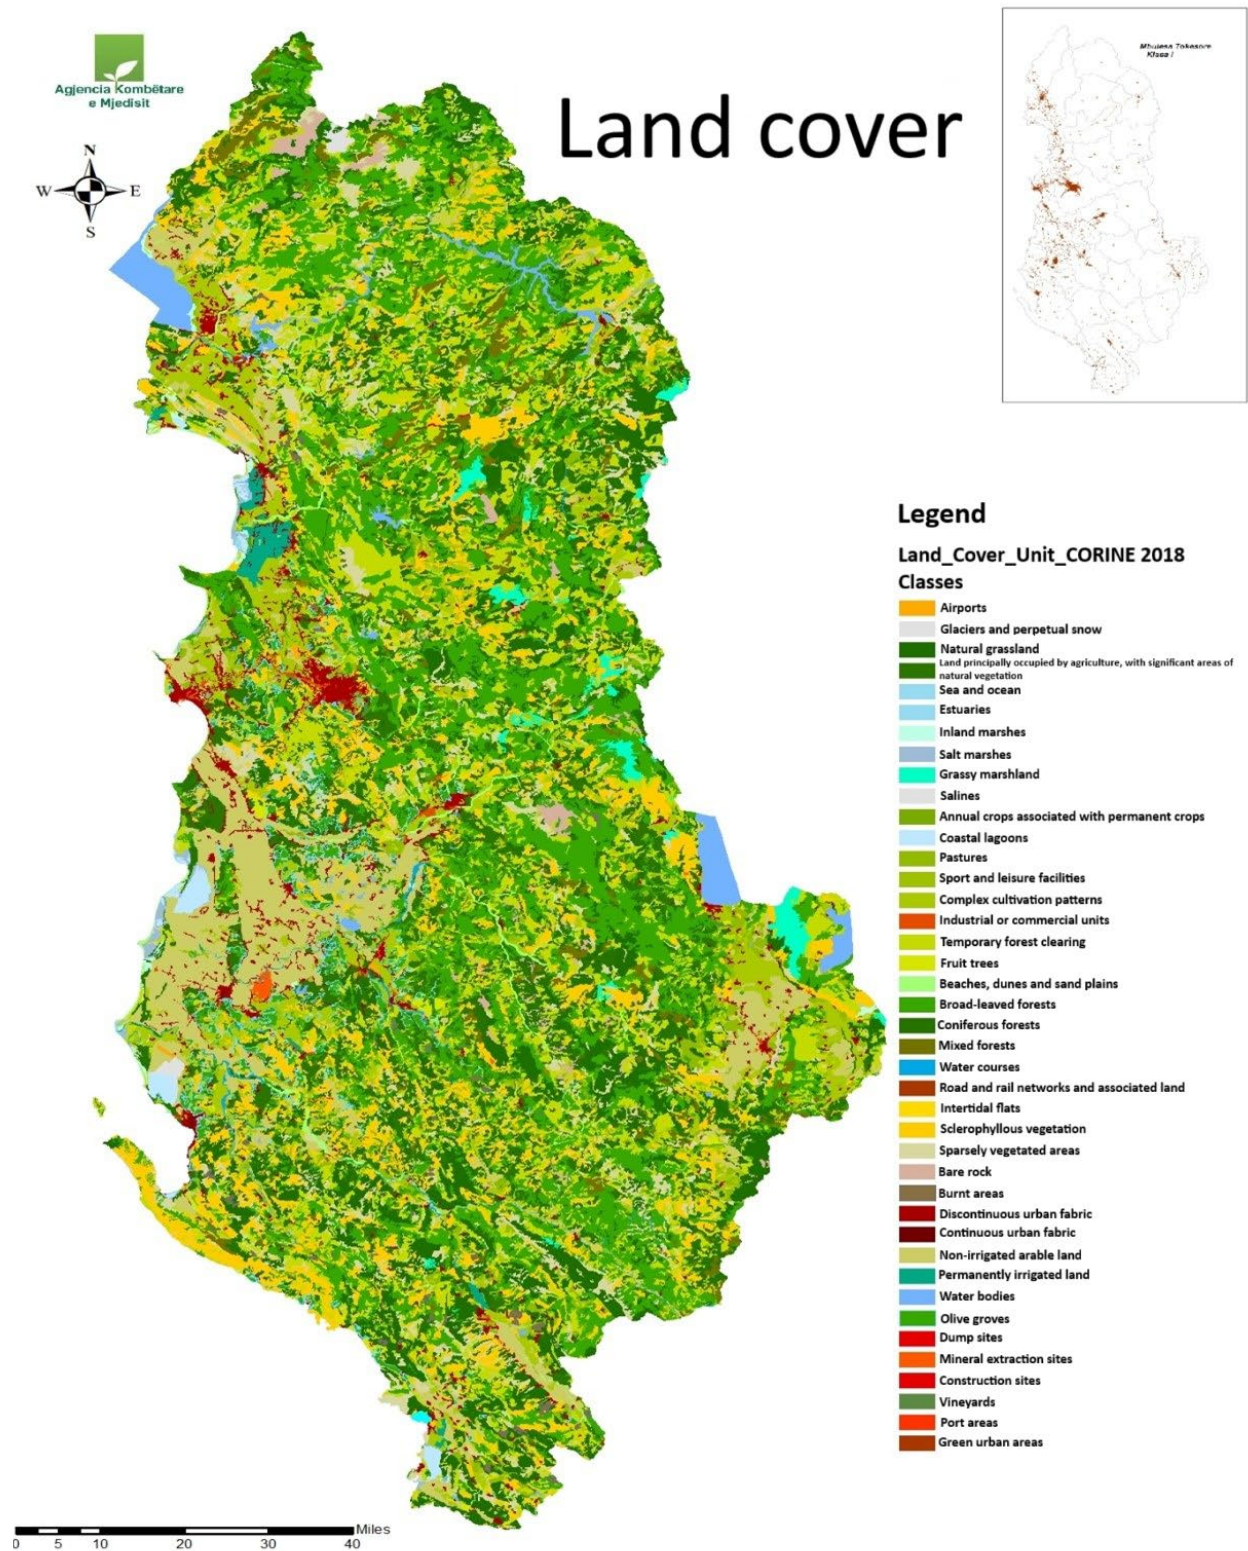 Agjencia Kombëtare
e Mjedisit
N
W E
S
Land cover
Mbulesa Tokesore
Klasa I
Legend
Land_Cover_Unit_CORINE 2018
Classes
Airports
Glaciers and perpetual snow
Natural grassland
Land principally occupied by agriculture, with significant areas of
natural vegetation
Sea and ocean
Estuaries
Inland marshes
Salt marshes
Grassy marshland
Salines
Annual crops associated with permanent crops
Coastal lagoons
Pastures
Sport and leisure facilities
Complex cultivation patterns
Industrial or commercial units
Temporary forest clearing
Fruit trees
Beaches, dunes and sand plains
Broad-leaved forests
Coniferous forests
Mixed forests
Water courses
Road and rail networks and associated land
Intertidal flats
Sclerophyllous vegetation
Sparsely vegetated areas
Bare rock
Burnt areas
Discontinuous urban fabric
Continuous urban fabric
Non-irrigated arable land
Permanently irrigated land
Water bodies
Olive groves
Dump sites
Mineral extraction sites
Construction sites
Vineyards
Port areas
Green urban areas
Miles
0 5 10 20 30 40